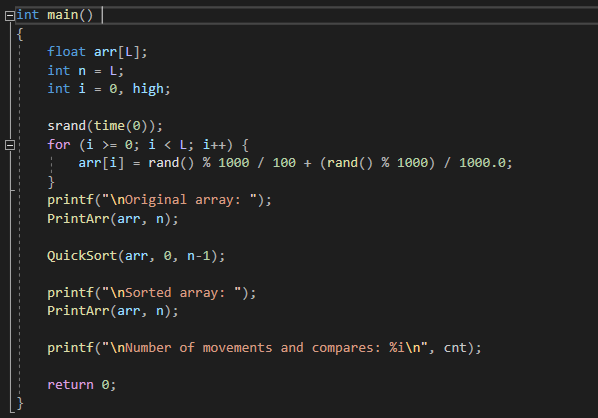 int main()
{
float arr[L];
int n = L;
int i = 0, high;
srand(time(0));
for (i >= 0; i < L; i++) {
arr[i] = rand() % 1000 / 100 + (rand() % 1000) / 1000.0;
}
printf("\nOriginal array: ");
PrintArr(arr, n);
QuickSort(arr, 0, n-1);
printf("\nSorted array: ");
PrintArr(arr, n);
printf("\nNumber of movements and compares: %i\n", cnt);
return 0;
}